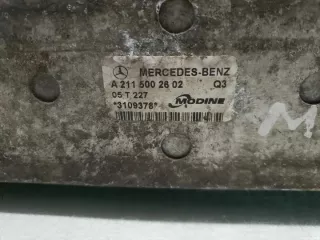 MERCEDES-BENZ
A 211 500 26 02 Q3
05 T 227
*3109378* MODINE
M